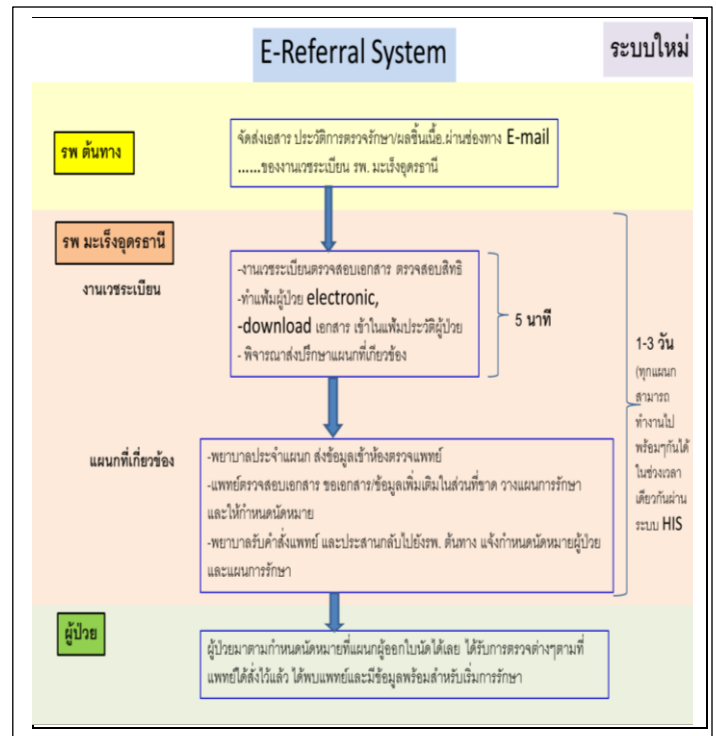 E-Referral System
ระบบใหม่
รพ ต้นทาง
จัดส่งเอสาร ประวัติการตรวจรักษา/ผลชิ้นเนื้อ.ผ่านช่องทาง E-mail
......ของงานเวชระเบียน รพ. มะเร็งอุดรธานี
รพ มะเร็งอุดรธานี
งานเวชระเบียน
-งานเวชระเบียนตรวจสอบเอกสาร ตรวจสอบสิทธิ
-ทำแฟ้มผู้ป่วย electronic,
-download เอกสาร เข้าในแฟ้มประวัติผู้ป่วย
- พิจารณาส่งปรึกษาแผนกที่เกี่ยวข้อง
5 นาที
1-3 วัน
(ทุกแผนก
สามารถ
ทำงานไป
พร้อมๆกันได้
ในช่วงเวลา
เดียวกันผ่าน
ระบบ HIS
แผนกที่เกี่ยวข้อง
-พยาบาลประจำแผนก ส่งข้อมูลเข้าห้องตรวจแพทย์
-แพทย์ตรวจสอบเอกสาร ขอเอกสาร/ข้อมูลเพิ่มเติมในส่วนที่ขาด วางแผนการรักษา
และให้กำหนดนัดหมาย
-พยาบาลรับคำสั่งแพทย์ และประสานกลับไปยังรพ. ต้นทาง แจ้งกำหนดนัดหมายผู้ป่วย
และแผนการรักษา
ผู้ป่วย
ผู้ป่วยมาตามกำหนดนัดหมายที่แผนกผู้ออกใบนัดได้เลย ได้รับการตรวจต่างๆตามที่
แพทย์ได้สั่งไว้แล้ว ได้พบแพทย์และมีข้อมูลพร้อมสำหรับเริ่มการรักษา